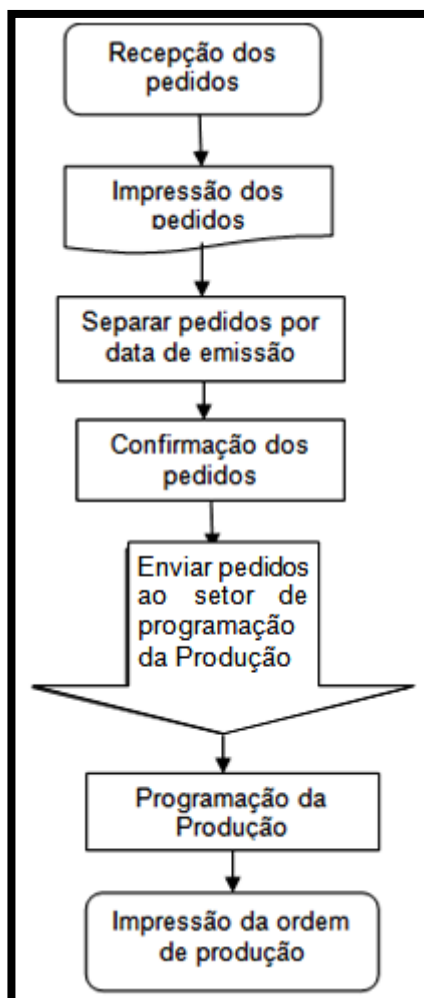 Recepção dos
pedidos
Impressão dos
pedidos
Separar pedidos por
data de emissão
Confirmação dos
pedidos
Enviar pedidos
ao setor de
programação
da Produção
Programação da
Produção
Impressão da ordem
de produção